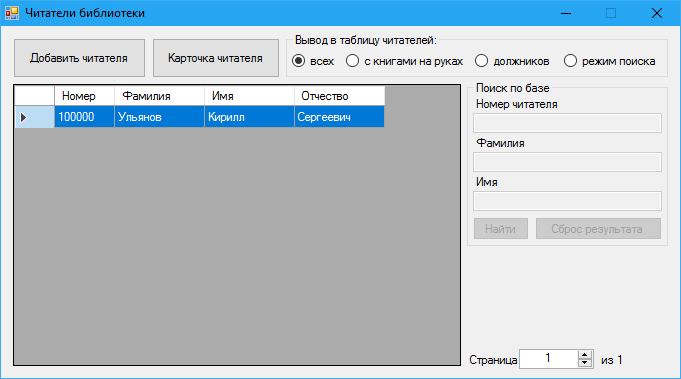 Читатели библиотеки
Добавить читателя
Карточка читателя
Вывод в таблицу читателей:
всех
с книгами на руках
должников
режим поиска
Номер Фамилия Имя Отчество
100000 Ульянов Кирилл Сергеевич
Поиск по базе
Номер читателя
Фамилия
Имя
Найти Сброс результата
Страница 1 из 1